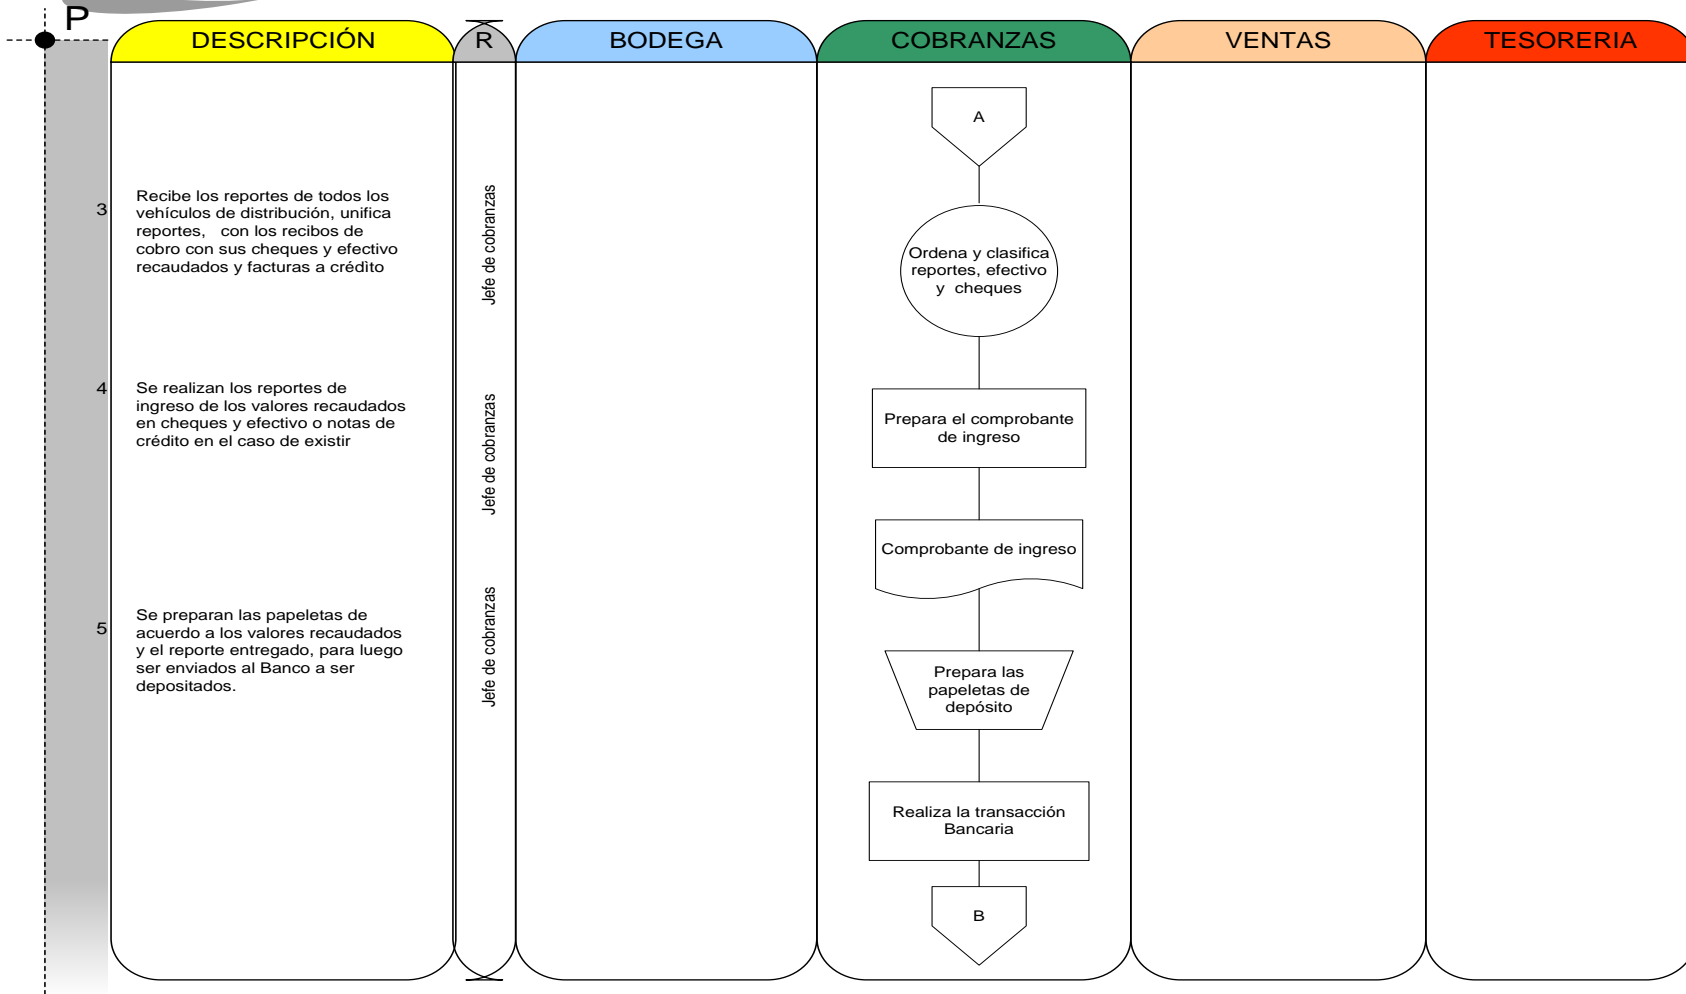 P
DESCRIPCIÓN
R
BODEGA
COBRANZAS
VENTAS
TESORERIA
A
3
Recibe los reportes de todos los
vehículos de distribución, unifica
reportes, con los recibos de
cobro con sus cheques y efectivo
recaudados y facturas a crédìto
Jefe de cobranzas
Ordena y clasifica
reportes, efectivo
y cheques
4
Se realizan los reportes de
ingreso de los valores recaudados
en cheques y efectivo o notas de
crédito en el caso de existir
Jefe de cobranzas
Prepara el comprobante
de ingreso
Comprobante de ingreso
5
Se preparan las papeletas de
acuerdo a los valores recaudados
y el reporte entregado, para luego
ser enviados al Banco a ser
depositados.
Jefe de cobranzas
Prepara las
papeletas de
depósito
Realiza la transacción
Bancaria
B